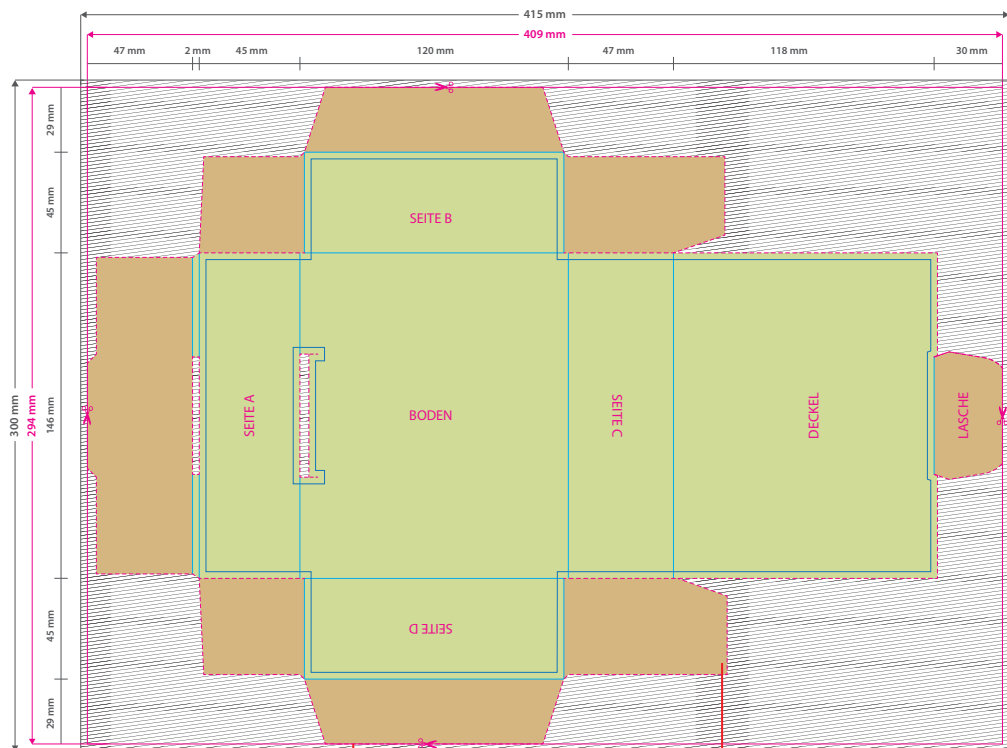 415 mm
409 mm
47 mm 2 mm 45 mm 120 mm 47 mm 118 mm 30 mm
29 mm
45 mm
SEITE B
300 mm
294 mm
146 mm
SEITE A
BODEN
SEITE C
DECKEL
LASCHE
45 mm
SEITE D
29 mm